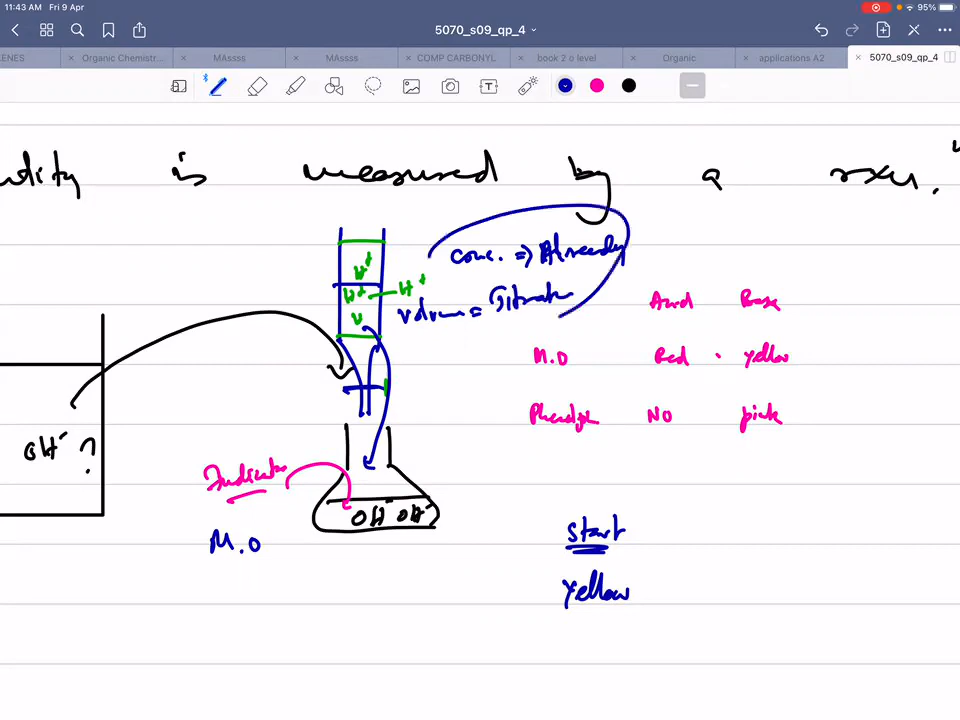 11:43 AM Fri 9 Apr
95%
5070_s09_qp_4
ENES
Organic Chemistr...
MAssss
MAssss
COMP CARBONYL
book 2 o level
Organic
applications A2
5070_s09_qp_4
is measured by a rxn.
conc. => Already
H+
H+
H+
volume = Titrate
Acid Base
M.O Red yellow
NO pink
OH- ?
Indicator
OH- OH-
M.O
start
yellow